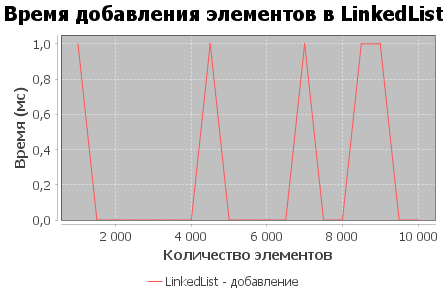 Время добавления элементов в LinkedList
1,0
0,8
0,6
0,4
0,2
0,0
Время (мс)
2 000 4 000 6 000 8 000 10 000
Количество элементов
LinkedList - добавление